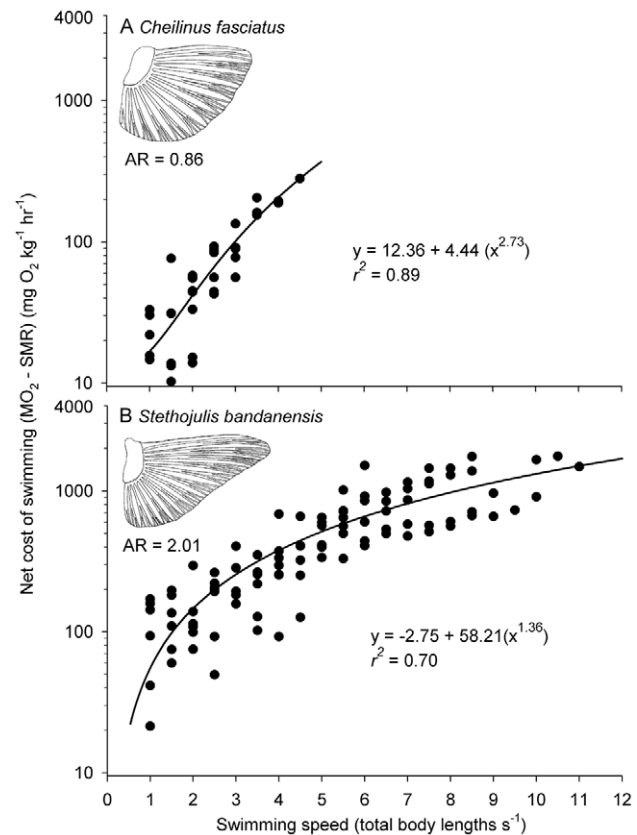 4000
A Cheilinus fasciatus
1000
AR = 0.86
100
y = 12.36 + 4.44 (x^2.73)
r² = 0.89
10
Net cost of swimming (MO₂ - SMR) (mg O₂ kg⁻¹ hr⁻¹)
4000
B Stethojulis bandanensis
1000
AR = 2.01
100
y = -2.75 + 58.21(x^1.36)
r² = 0.70
10
0 1 2 3 4 5 6 7 8 9 10 11 12
Swimming speed (total body lengths s⁻¹)